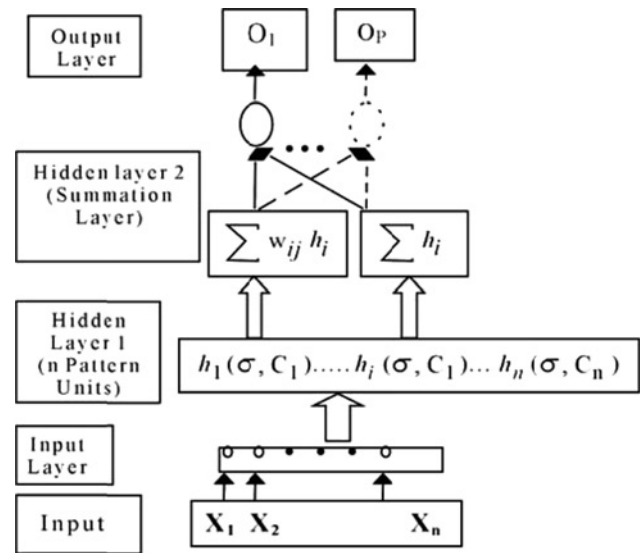 Output
Layer
O1
OP
Hidden layer 2
(Summation
Layer)
∑ wij hi
∑ hi
Hidden
Layer 1
(n Pattern
Units)
h1(σ, C1).....hi(σ, C1)... hn(σ, Cn)
Input
Layer
Input
X1 X2 Xn